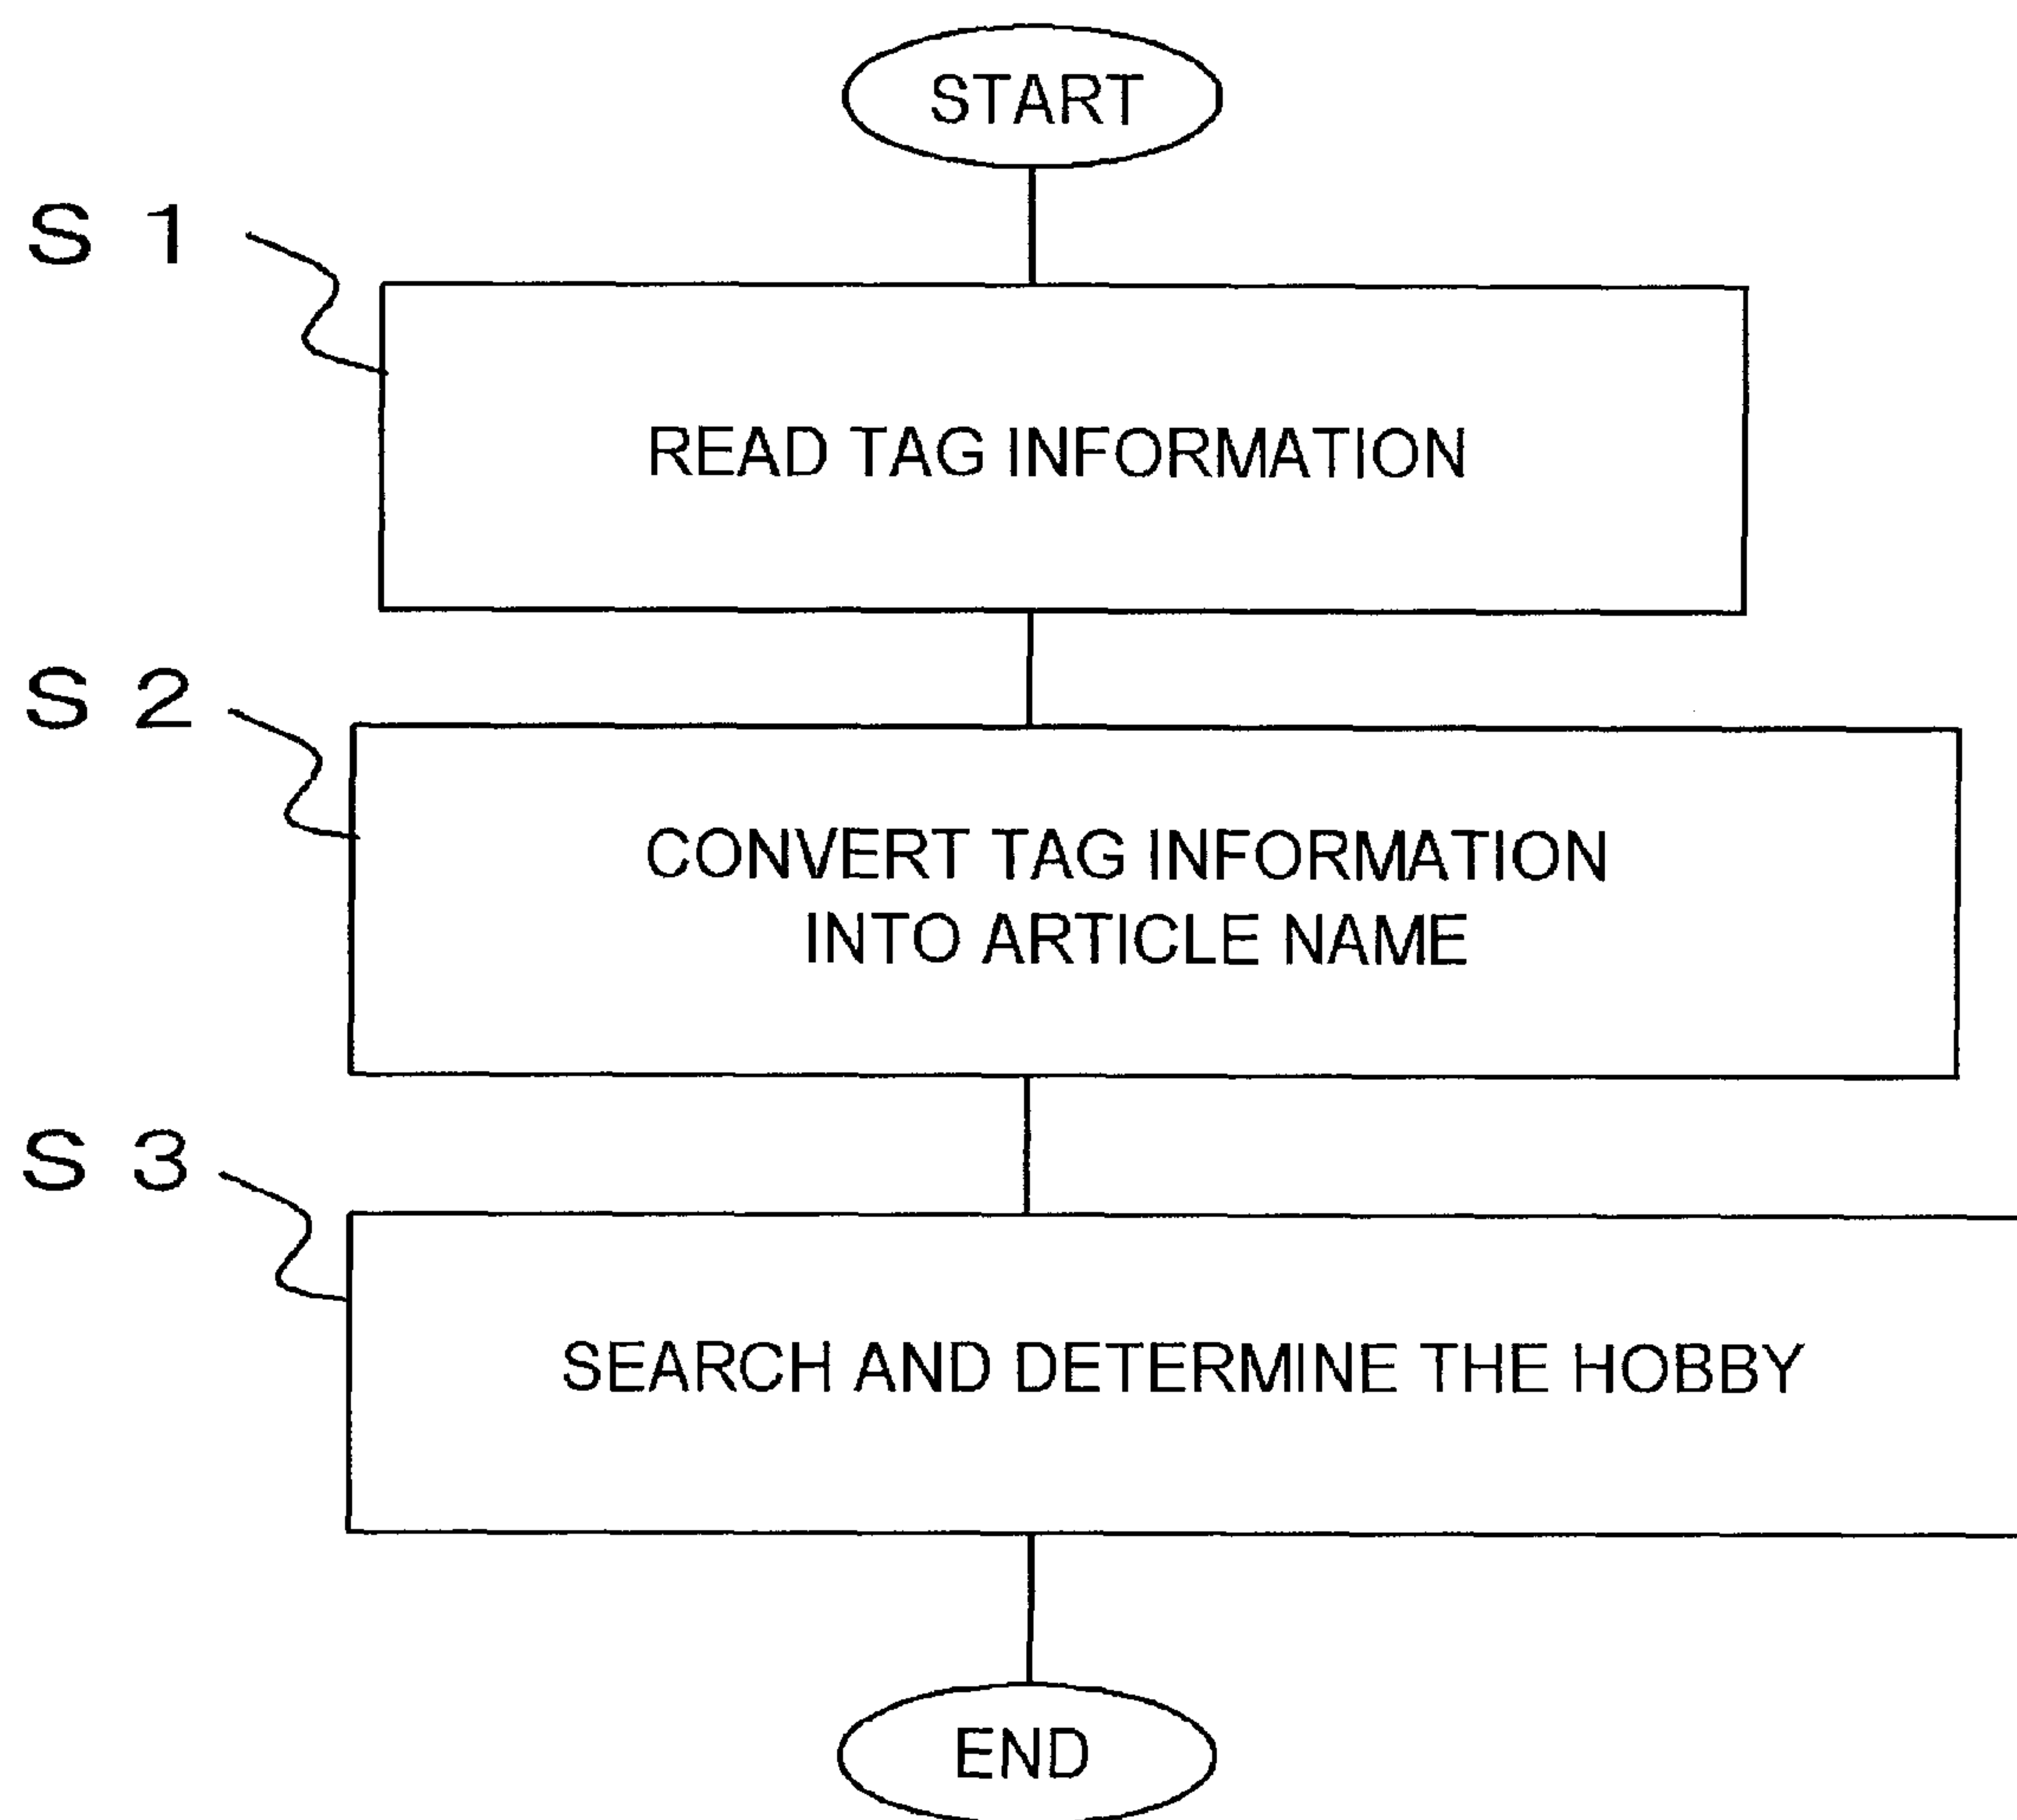 START
S 1
READ TAG INFORMATION
S 2
CONVERT TAG INFORMATION
INTO ARTICLE NAME
S 3
SEARCH AND DETERMINE THE HOBBY
END